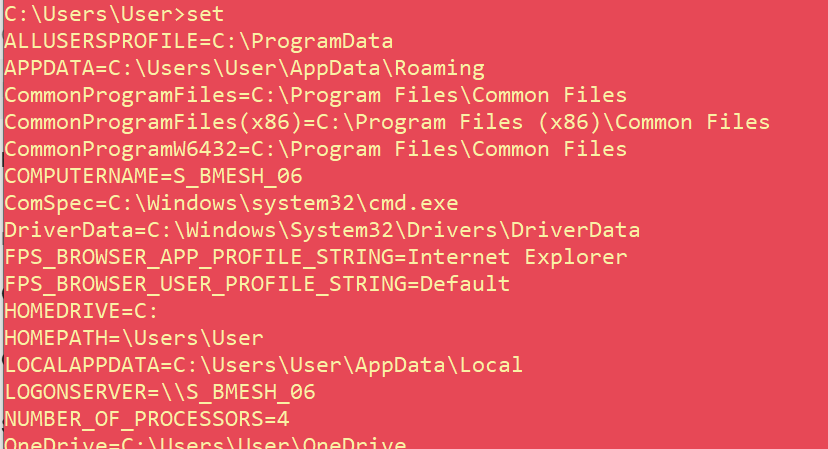 C:\Users\User>set
ALLUSERSPROFILE=C:\ProgramData
APPDATA=C:\Users\User\AppData\Roaming
CommonProgramFiles=C:\Program Files\Common Files
CommonProgramFiles(x86)=C:\Program Files (x86)\Common Files
CommonProgramW6432=C:\Program Files\Common Files
COMPUTERNAME=S_BMESH_06
ComSpec=C:\Windows\system32\cmd.exe
DriverData=C:\Windows\System32\Drivers\DriverData
FPS_BROWSER_APP_PROFILE_STRING=Internet Explorer
FPS_BROWSER_USER_PROFILE_STRING=Default
HOMEDRIVE=C:
HOMEPATH=\Users\User
LOCALAPPDATA=C:\Users\User\AppData\Local
LOGONSERVER=\\S_BMESH_06
NUMBER_OF_PROCESSORS=4
OneDrive=C:\Users\User\OneDrive